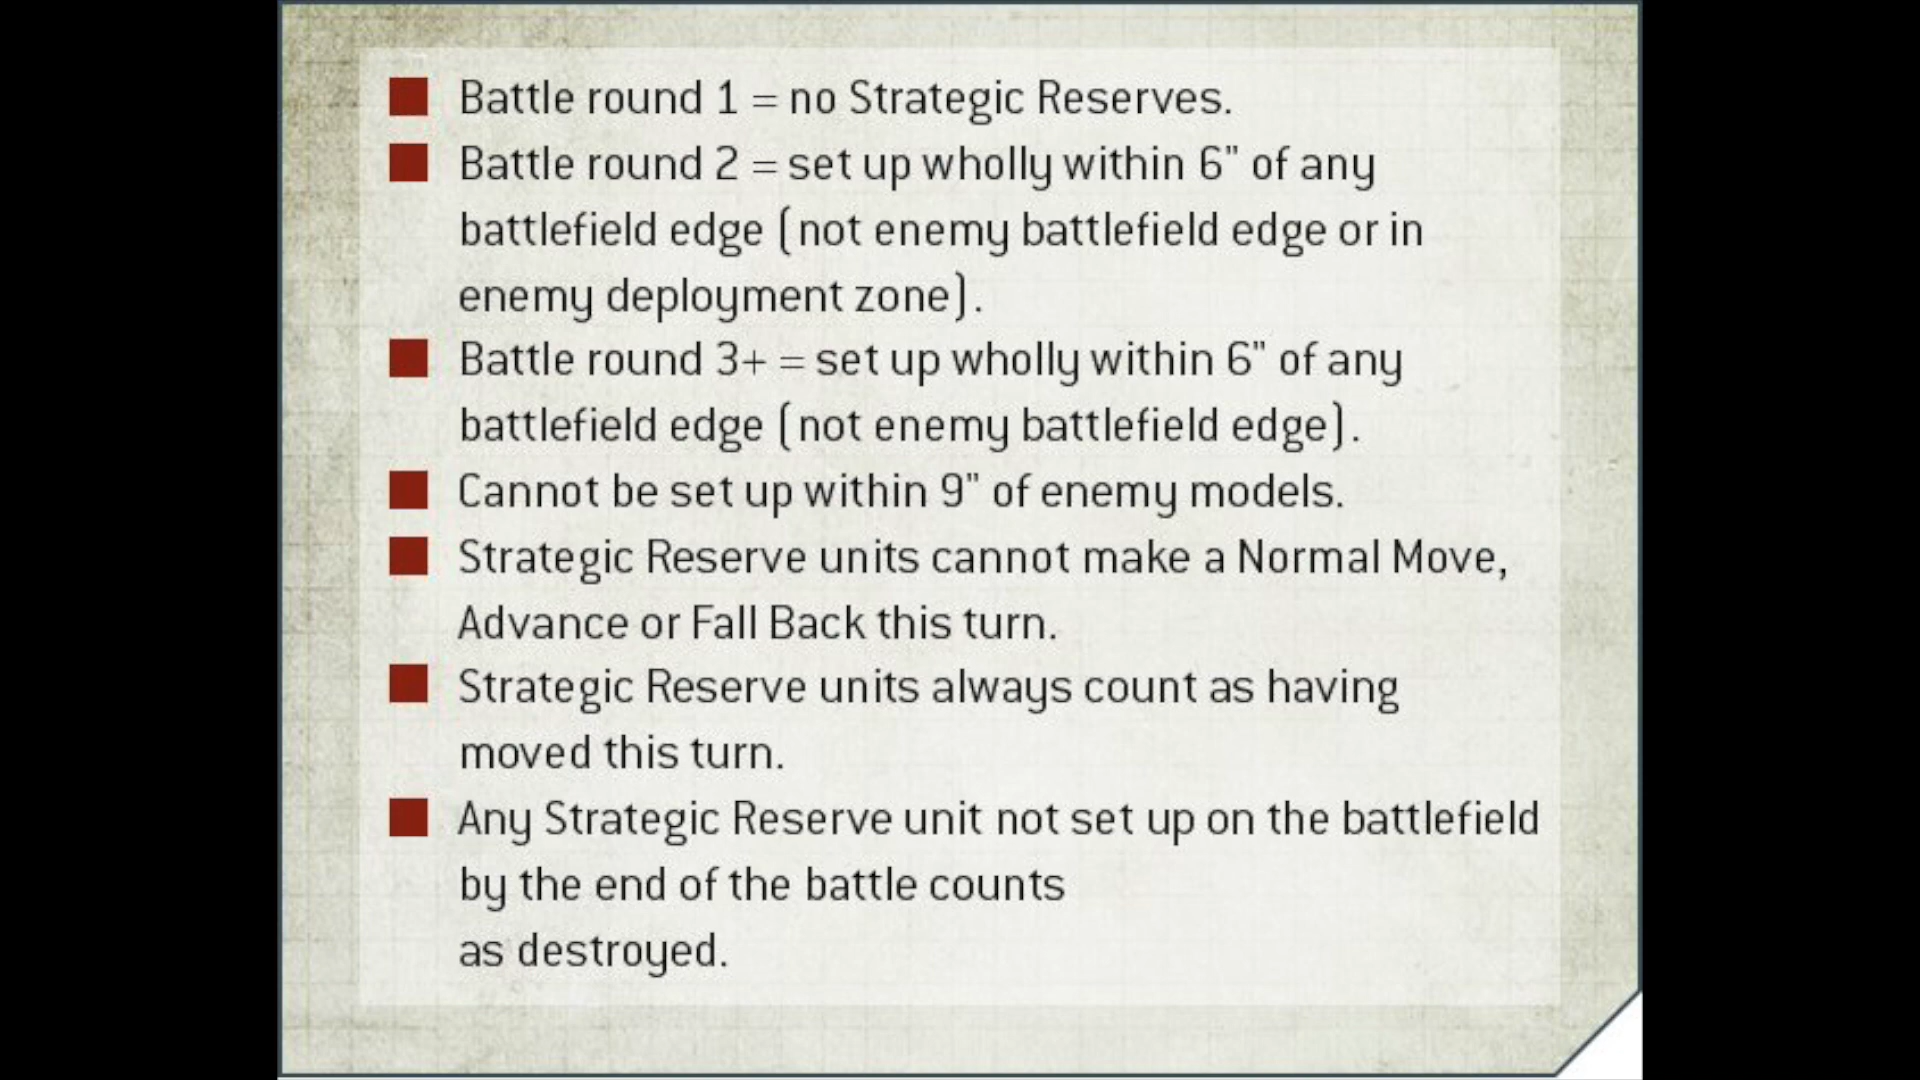 Battle round 1 = no Strategic Reserves.
Battle round 2 = set up wholly within 6" of any
battlefield edge (not enemy battlefield edge or in
enemy deployment zone).
Battle round 3+ = set up wholly within 6" of any
battlefield edge (not enemy battlefield edge).
Cannot be set up within 9" of enemy models.
Strategic Reserve units cannot make a Normal Move,
Advance or Fall Back this turn.
Strategic Reserve units always count as having
moved this turn.
Any Strategic Reserve unit not set up on the battlefield
by the end of the battle counts
as destroyed.